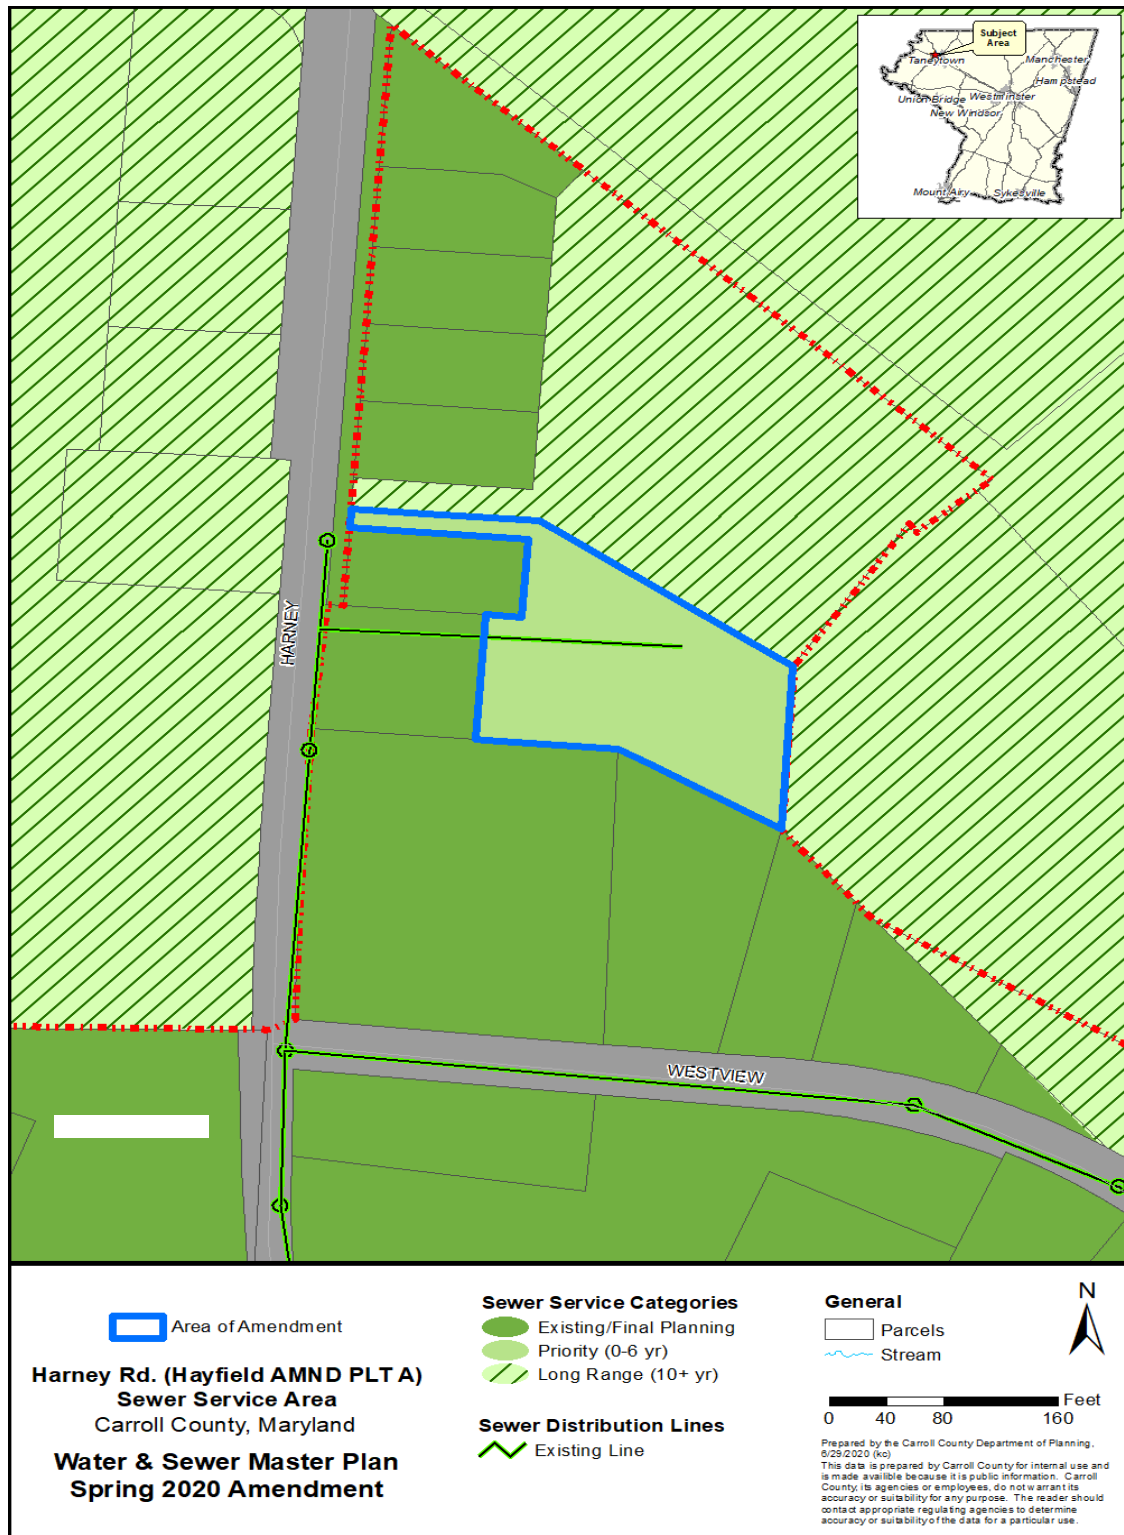 Subject
Area
Taneytown
Manchester
Hampstead
Union Bridge
Westminster
New Windsor
Mount Airy
Sykesville
HARNEY
WESTVIEW
Area of Amendment
Harney Rd. (Hayfield AMND PLT A)
Sewer Service Area
Carroll County, Maryland
Water & Sewer Master Plan
Spring 2020 Amendment
Sewer Service Categories
Existing/Final Planning
Priority (0-6 yr)
Long Range (10+ yr)
Sewer Distribution Lines
Existing Line
General
Parcels
Stream
N
Feet
0 40 80 160
Prepared by the Carroll County Department of Planning,
6/29/2020 (kc)
This data is prepared by Carroll County for internal use and
is made availible because it is public information. Carroll
County, its agencies or employees, do not warrant its
accuracy or suitability for any purpose. The reader should
contact appropriate regulating agencies to determine
accuracy or suitability of the data for a particular use.